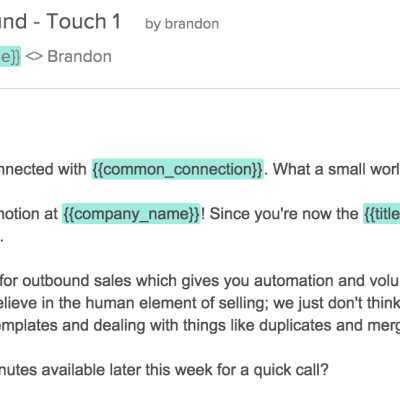 und - Touch 1 by brandon
e}} <> Brandon
nnected with {{common_connection}}. What a small worl
motion at {{company_name}}! Since you're now the {{title
.
for outbound sales which gives you automation and volu
elieve in the human element of selling; we just don't think
emplates and dealing with things like duplicates and merg
nutes available later this week for a quick call?